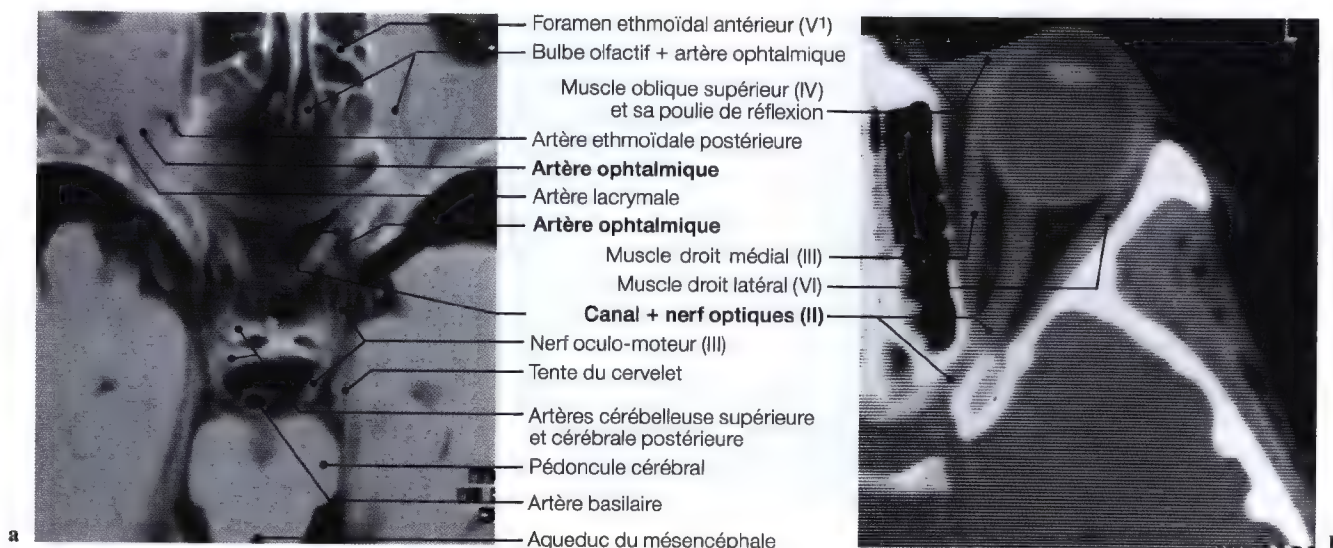 Foramen ethmoïdal antérieur (V1)
Bulbe olfactif + artère ophtalmique
Muscle oblique supérieur (IV)
et sa poulie de réflexion
Artère ethmoïdale postérieure
Artère ophtalmique
Artère lacrymale
Artère ophtalmique
Muscle droit médial (III)
Muscle droit latéral (VI)
Canal + nerf optiques (II)
Nerf oculo-moteur (III)
Tente du cervelet
Artères cérébelleuse supérieure
et cérébrale postérieure
Pédoncule cérébral
Artère basilaire
a
Aqueduc du mésencéphale